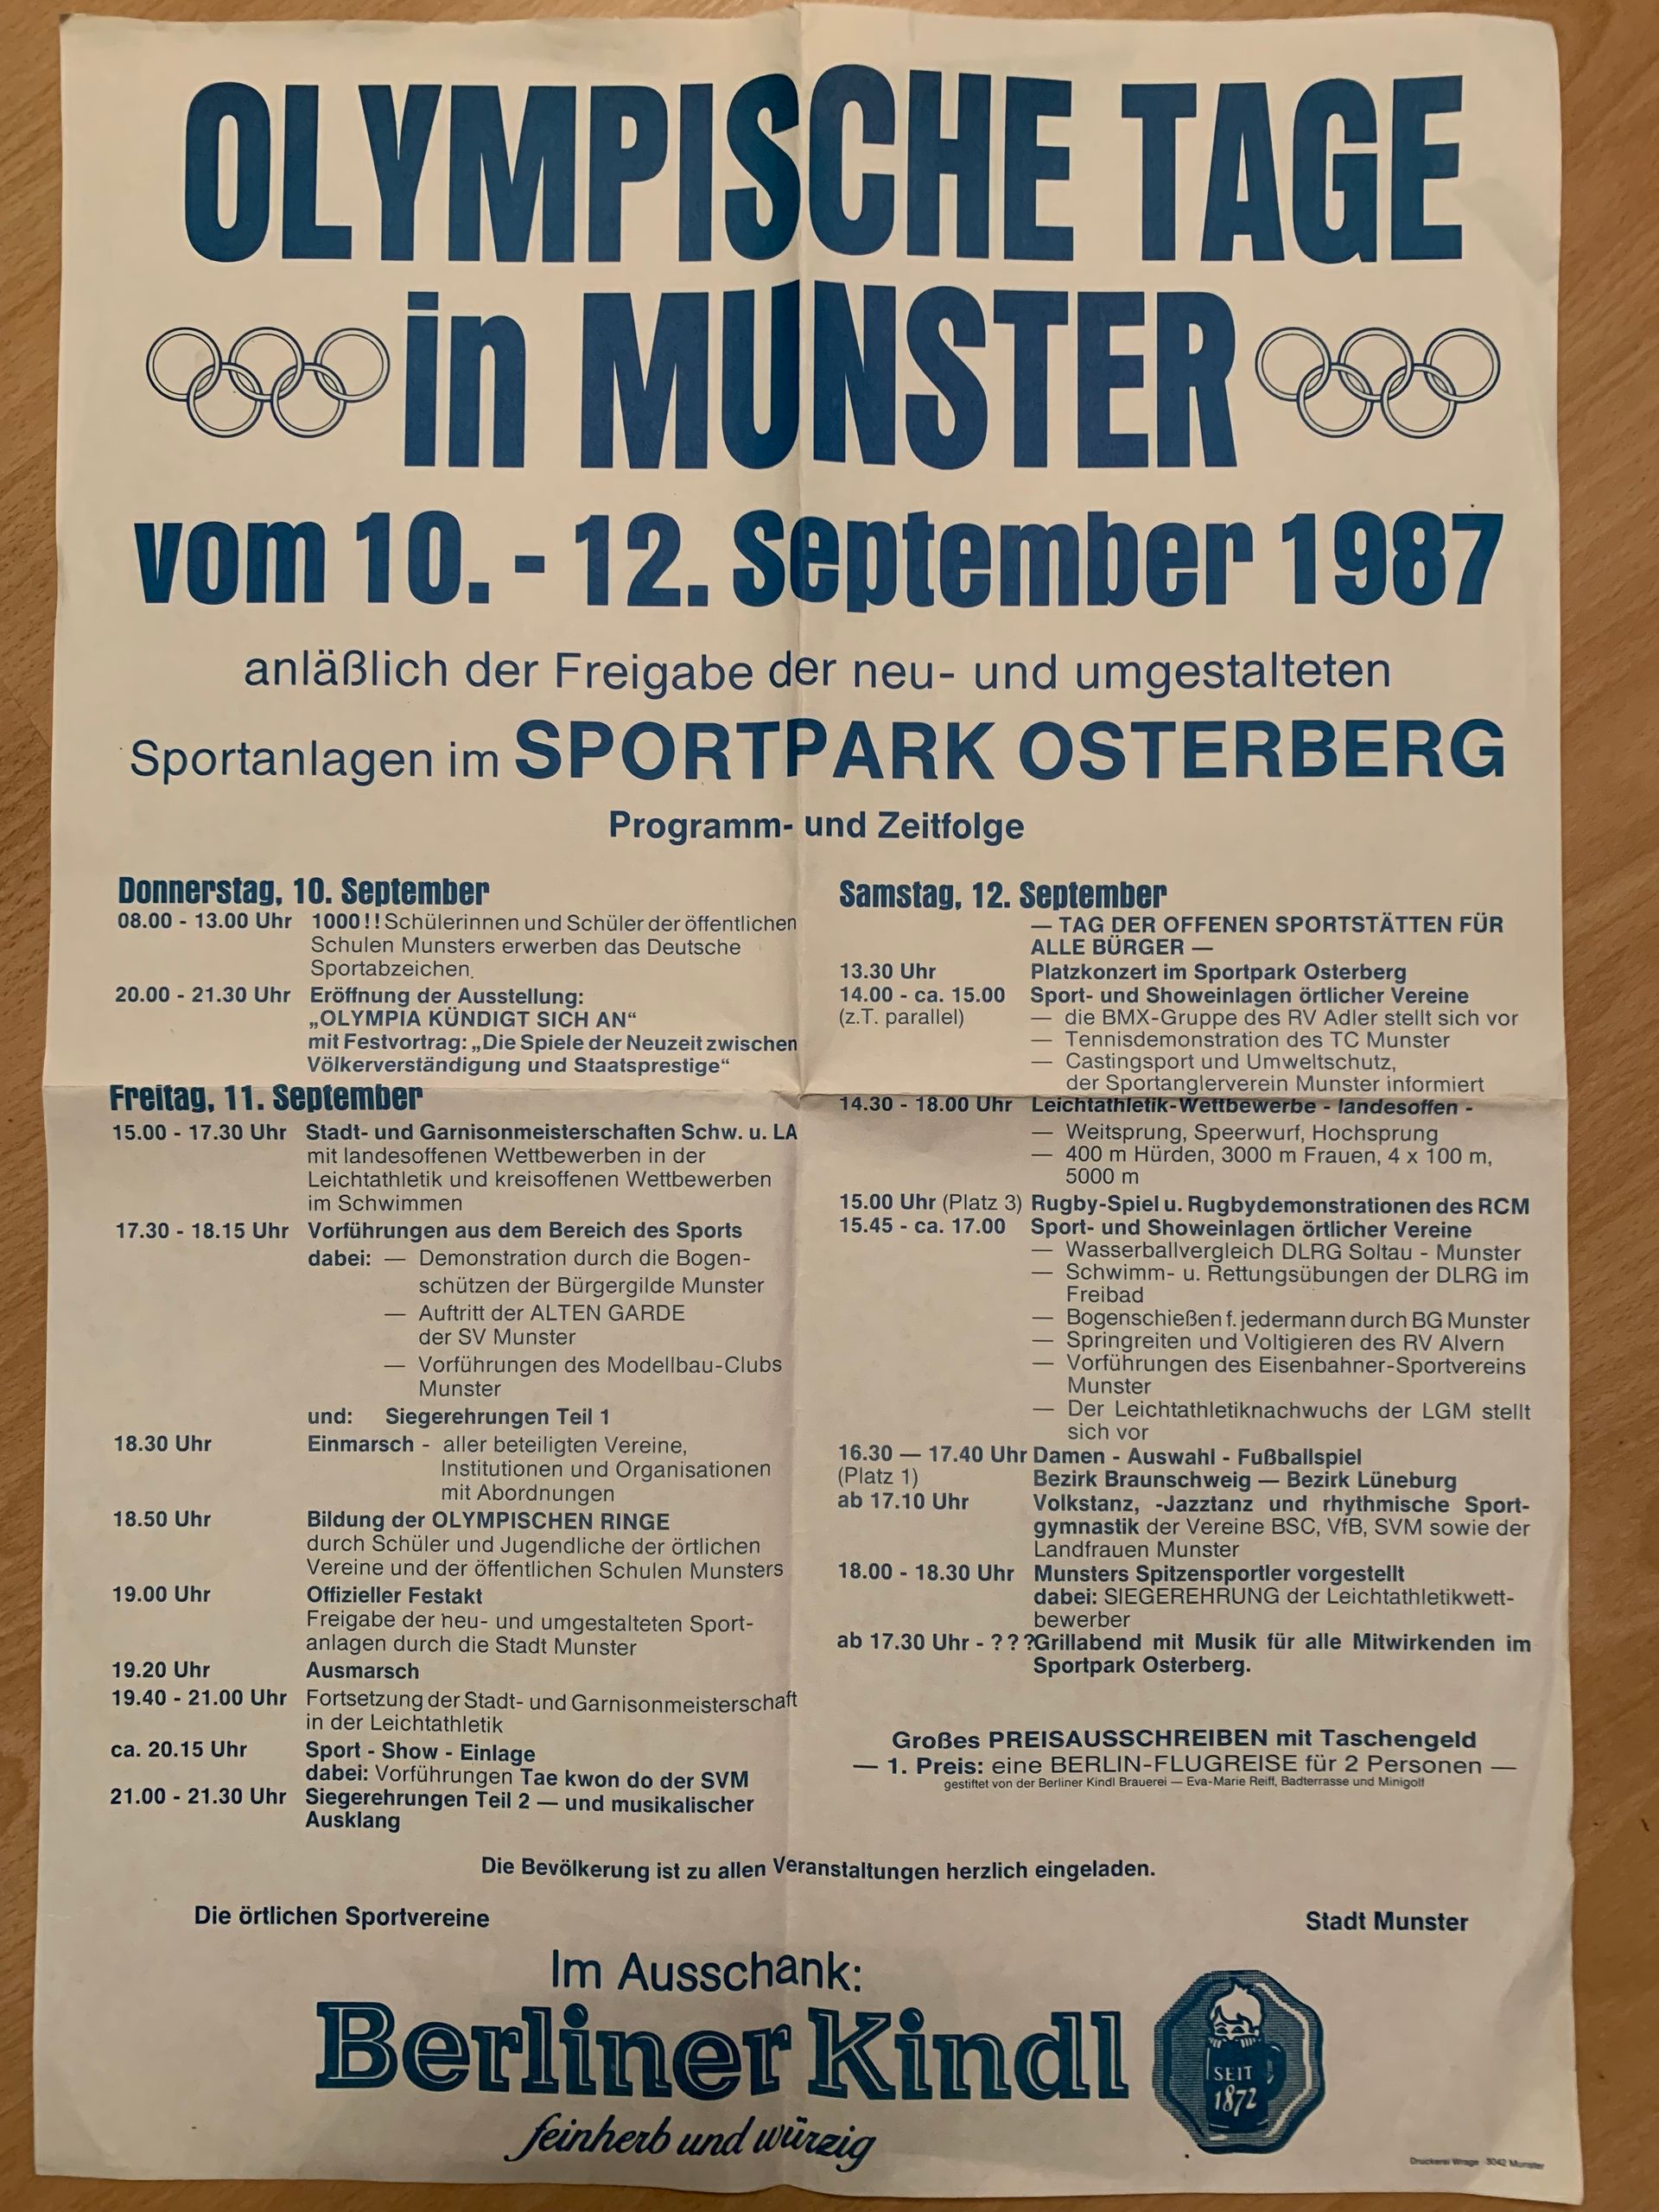 OLYMPISCHE TAGE
in MUNSTER
vom 10. - 12. September 1987
anläßlich der Freigabe der neu- und umgestalteten
Sportanlagen im SPORTPARK OSTERBERG
Programm- und Zeitfolge
Donnerstag, 10. September
08.00 - 13.00 Uhr 1000!! Schülerinnen und Schüler der öffentlichen
Schulen Munsters erwerben das Deutsche
Sportabzeichen.
20.00 - 21.30 Uhr Eröffnung der Ausstellung:
„OLYMPIA KÜNDIGT SICH AN“
mit Festvortrag: „Die Spiele der Neuzeit zwischen
Völkerverständigung und Staatsprestige“
Freitag, 11. September
15.00 - 17.30 Uhr Stadt- und Garnisonmeisterschaften Schw. u. LA
mit landesoffenen Wettbewerben in der
Leichtathletik und kreisoffenen Wettbewerben
im Schwimmen
17.30 - 18.15 Uhr Vorführungen aus dem Bereich des Sports
dabei: — Demonstration durch die Bogen-
schützen der Bürgergilde Munster
— Auftritt der ALTEN GARDE
der SV Munster
— Vorführungen des Modellbau-Clubs
Munster
und: Siegerehrungen Teil 1
18.30 Uhr Einmarsch - aller beteiligten Vereine,
Institutionen und Organisationen
mit Abordnungen
18.50 Uhr Bildung der OLYMPISCHEN RINGE
durch Schüler und Jugendliche der örtlichen
Vereine und der öffentlichen Schulen Munsters
19.00 Uhr Offizieller Festakt
Freigabe der neu- und umgestalteten Sport-
anlagen durch die Stadt Munster
19.20 Uhr Ausmarsch
19.40 - 21.00 Uhr Fortsetzung der Stadt- und Garnisonmeisterschaft
in der Leichtathletik
ca. 20.15 Uhr Sport - Show - Einlage
dabei: Vorführungen Tae kwon do der SVM
21.00 - 21.30 Uhr Siegerehrungen Teil 2 — und musikalischer
Ausklang
Samstag, 12. September
— TAG DER OFFENEN SPORTSTÄTTEN FÜR
ALLE BÜRGER —
13.30 Uhr Platzkonzert im Sportpark Osterberg
14.00 - ca. 15.00 Sport- und Showeinlagen örtlicher Vereine
(z.T. parallel) — die BMX-Gruppe des RV Adler stellt sich vor
— Tennisdemonstration des TC Munster
— Castingsport und Umweltschutz,
der Sportanglerverein Munster informiert
14.30 - 18.00 Uhr Leichtathletik-Wettbewerbe - landesoffen -
— Weitsprung, Speerwurf, Hochsprung
— 400 m Hürden, 3000 m Frauen, 4 x 100 m,
5000 m
15.00 Uhr (Platz 3) Rugby-Spiel u. Rugbydemonstrationen des RCM
15.45 - ca. 17.00 Sport- und Showeinlagen örtlicher Vereine
— Wasserballvergleich DLRG Soltau - Munster
— Schwimm- u. Rettungsübungen der DLRG im
Freibad
— Bogenschießen f. jedermann durch BG Munster
— Springreiten und Voltigieren des RV Alvern
— Vorführungen des Eisenbahner-Sportvereins
Munster
— Der Leichtathletiknachwuchs der LGM stellt
sich vor
16.30 — 17.40 Uhr Damen - Auswahl - Fußballspiel
(Platz 1) Bezirk Braunschweig — Bezirk Lüneburg
ab 17.10 Uhr Volkstanz, -Jazztanz und rhythmische Sport-
gymnastik der Vereine BSC, VfB, SVM sowie der
Landfrauen Munster
18.00 - 18.30 Uhr Munsters Spitzensportler vorgestellt
dabei: SIEGEREHRUNG der Leichtathletikwett-
bewerber
ab 17.30 Uhr - ? ? ? Grillabend mit Musik für alle Mitwirkenden im
Sportpark Osterberg.
Großes PREISAUSSCHREIBEN mit Taschengeld
— 1. Preis: eine BERLIN-FLUGREISE für 2 Personen —
gestiftet von der Berliner Kindl Brauerei — Eva-Marie Reiff, Badterrasse und Minigolf
Die Bevölkerung ist zu allen Veranstaltungen herzlich eingeladen.
Die örtlichen Sportvereine
Stadt Munster
Im Ausschank:
Berliner Kindl
feinherb und würzig
SEIT
1872
Druckerei Wrage · 3042 Munster